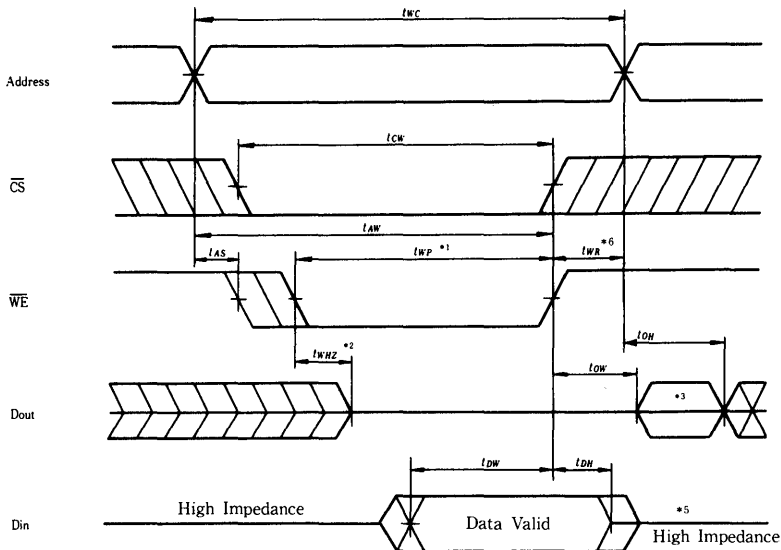 tWC
Address
tCW
CS
tAW
tAS
tWP *1
tWR *6
WE
tWHZ *2
tOH
tOW
Dout
*3
tDW
tDH
High Impedance
Data Valid
*5
Din
High Impedance